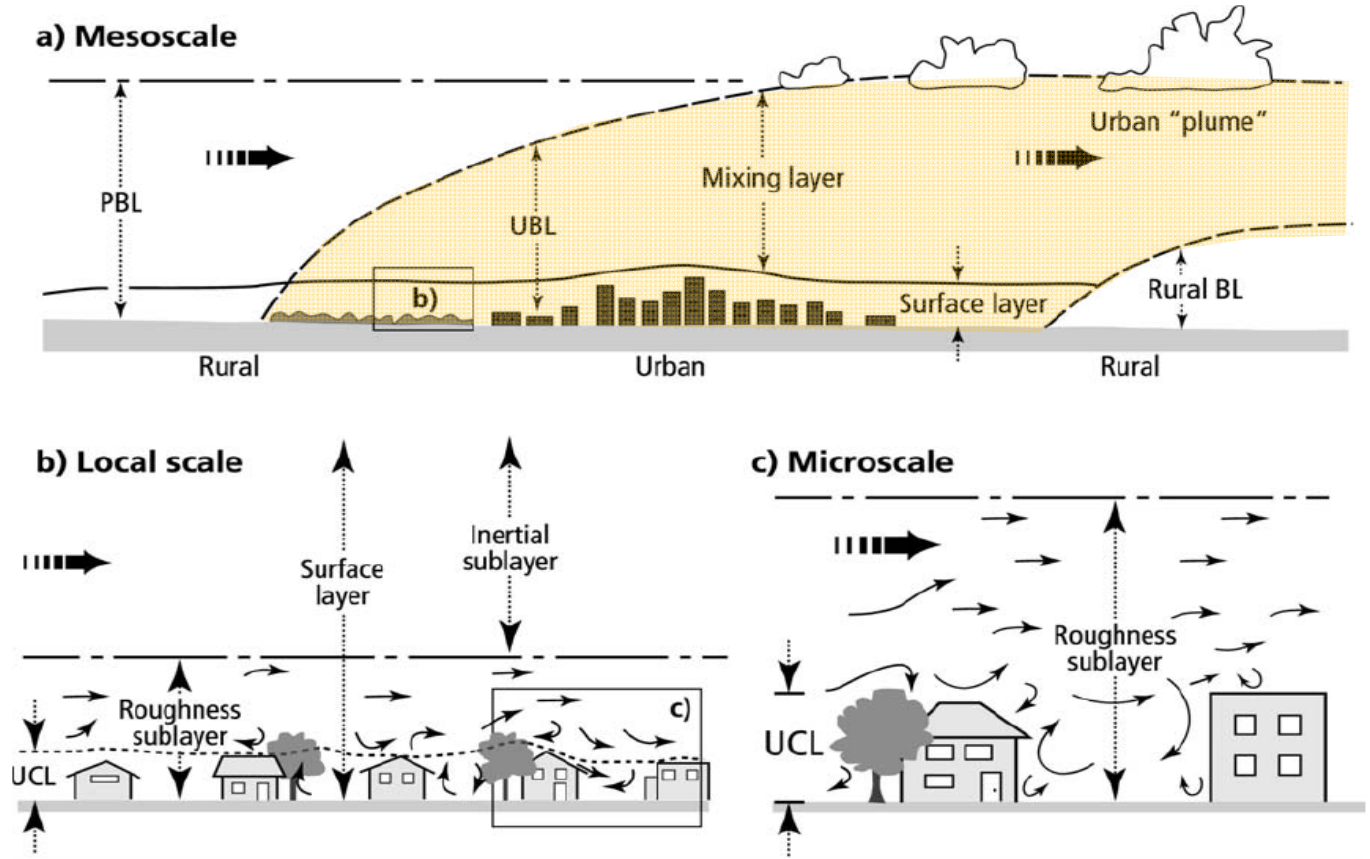 a) Mesoscale
Urban "plume"
Mixing layer
PBL
UBL
Rural BL
b)
Surface layer
Rural
Urban
Rural
b) Local scale
Inertial
sublayer
Surface
layer
Roughness
sublayer
c)
UCL
c) Microscale
Roughness
sublayer
UCL